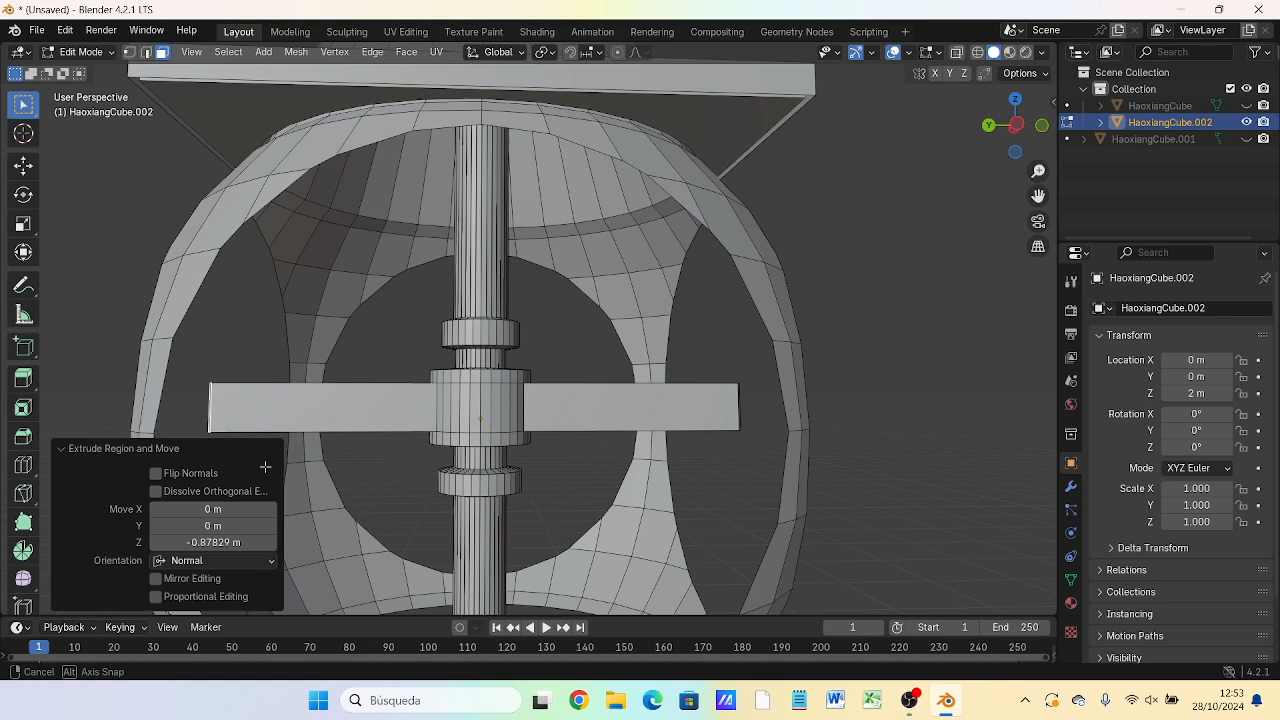 * (Unsaved) - Blender 4.2.1 LTS
File Edit Render Window Help Layout Modeling Sculpting UV Editing Texture Paint Shading Animation Rendering Compositing Geometry Nodes Scripting + Scene ViewLayer
Edit Mode View Select Add Mesh Vertex Edge Face UV Global Search
X Y Z Options
Scene Collection
Collection
HaoxiangCube
HaoxiangCube.002
HaoxiangCube.001
User Perspective
(1) HaoxiangCube.002
Z
Y
Extrude Region and Move
Flip Normals
Dissolve Orthogonal E...
Move X 0 m
Y 0 m
Z -0.87829 m
Orientation Normal
Mirror Editing
Proportional Editing
Search
HaoxiangCube.002
HaoxiangCube.002
Transform
Location X 0 m
Y 0 m
Z 2 m
Rotation X 0°
Y 0°
Z 0°
Mode XYZ Euler
Scale X 1.000
Y 1.000
Z 1.000
Delta Transform
Relations
Collections
Instancing
Motion Paths
Visibility
Playback Keying View Marker 1 Start 1 End 250
1 10 20 30 40 50 60 70 80 90 100 110 120 130 140 150 160 170 180 190 200 210 220 230 240 250
Cancel Alt Axis Snap 4.2.1
Búsqueda
12:53
28/10/2024